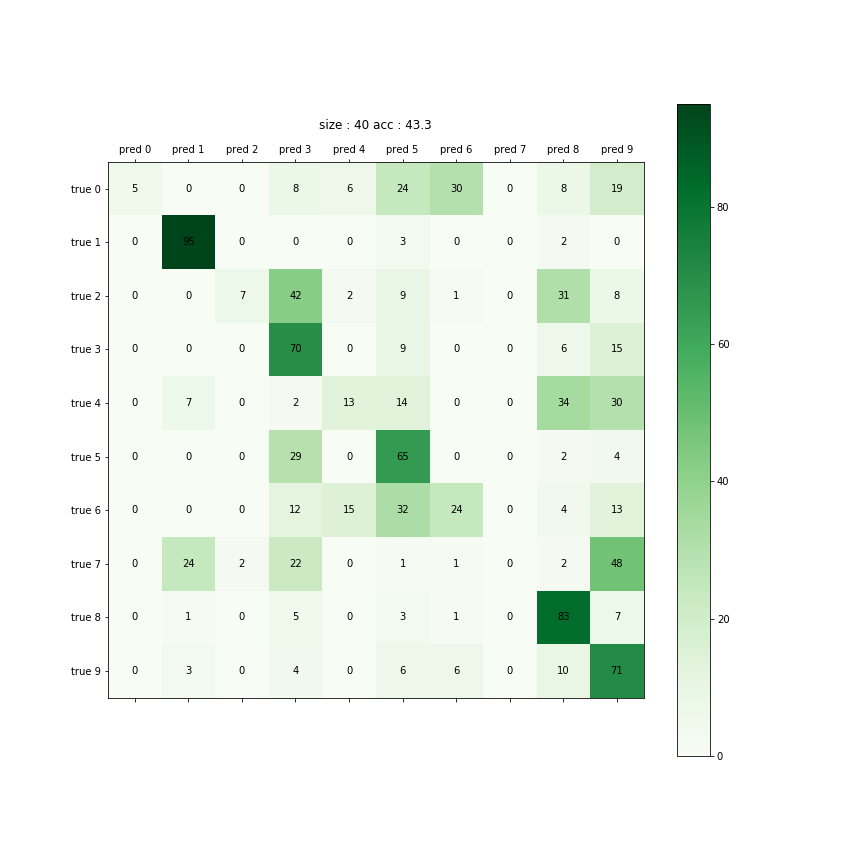 size : 40 acc : 43.3
pred 0 pred 1 pred 2 pred 3 pred 4 pred 5 pred 6 pred 7 pred 8 pred 9
true 0 5 0 0 8 6 24 30 0 8 19
true 1 0 95 0 0 0 3 0 0 2 0
true 2 0 0 7 42 2 9 1 0 31 8
true 3 0 0 0 70 0 9 0 0 6 15
true 4 0 7 0 2 13 14 0 0 34 30
true 5 0 0 0 29 0 65 0 0 2 4
true 6 0 0 0 12 15 32 24 0 4 13
true 7 0 24 2 22 0 1 1 0 2 48
true 8 0 1 0 5 0 3 1 0 83 7
true 9 0 3 0 4 0 6 6 0 10 71
80
60
40
20
0